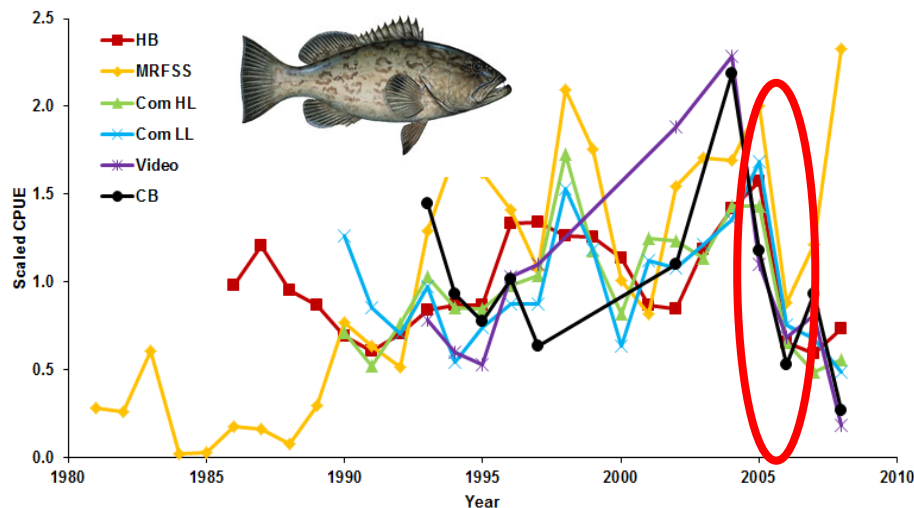 2.5
2.0
1.5
1.0
0.5
0.0
Scaled CPUE
HB
MRFSS
Com HL
Com LL
Video
CB
1980
1985
1990
1995
2000
2005
2010
Year